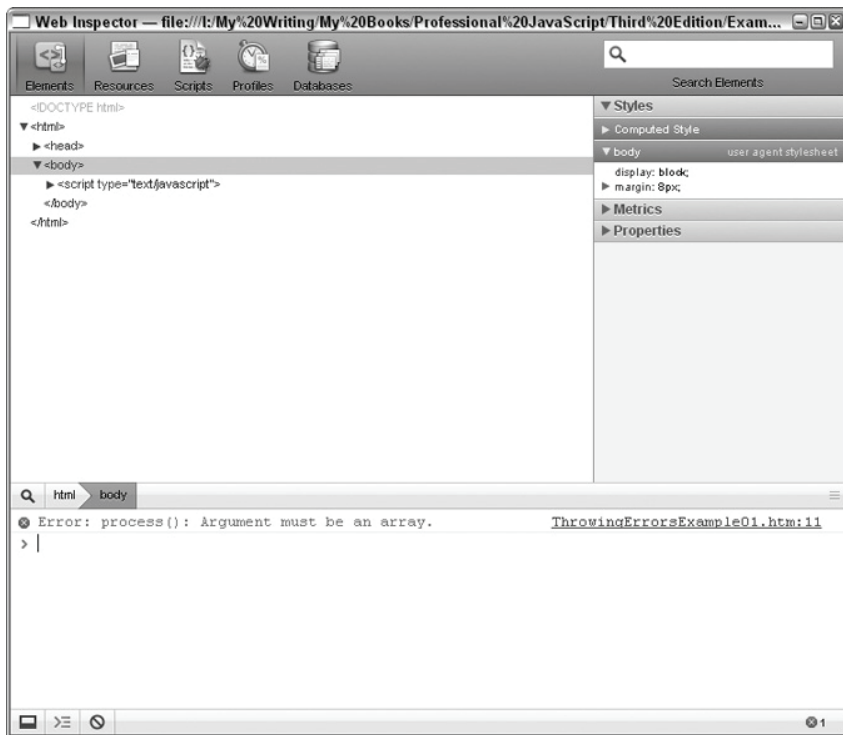 Web Inspector — file:///I:/My%20Writing/My%20Books/Professional%20JavaScript/Third%20Edition/Exam...
Elements Resources Scripts Profiles Databases
Search Elements
<!DOCTYPE html>
▼<html>
▶<head>
▼<body>
▶<script type="text/javascript">
</body>
</html>
▼Styles
▶ Computed Style
▼body user agent stylesheet
display: block;
▶ margin: 8px;
▶Metrics
▶Properties
html body
Error: process(): Argument must be an array. ThrowingErrorsExample01.htm:11
>
1